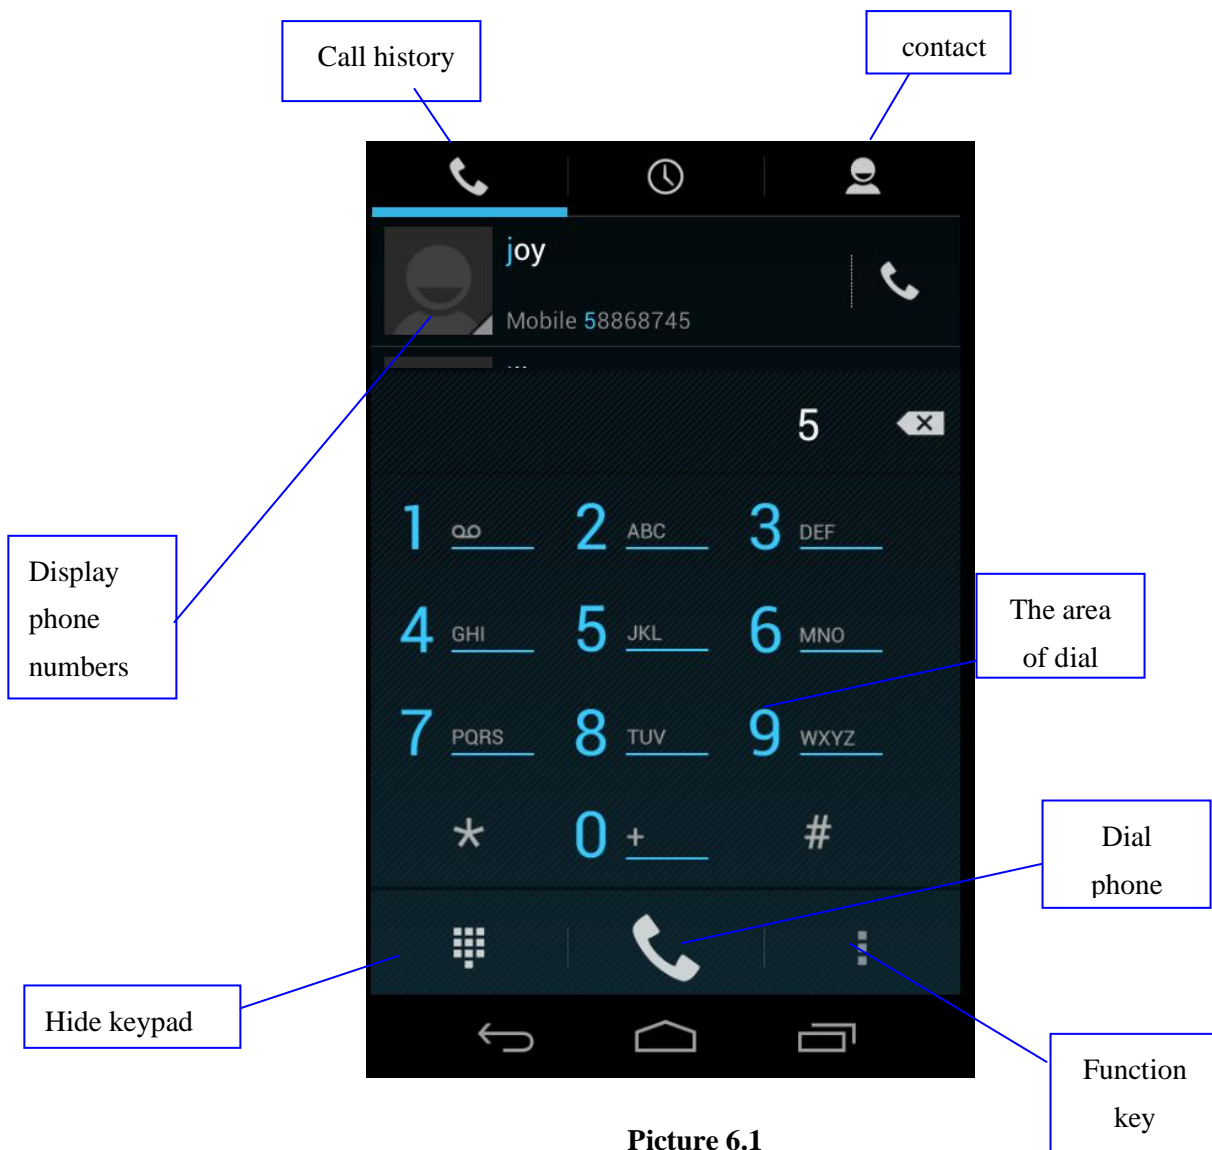 Call history
contact
joy
Mobile 58868745
5
1
2 ABC
3 DEF
Display
phone
numbers
The area
of dial
4 GHI
5 JKL
6 MNO
7 PQRS
8 TUV
9 WXYZ
*
0 +
#
Dial
phone
Hide keypad
Function
key
Picture 6.1